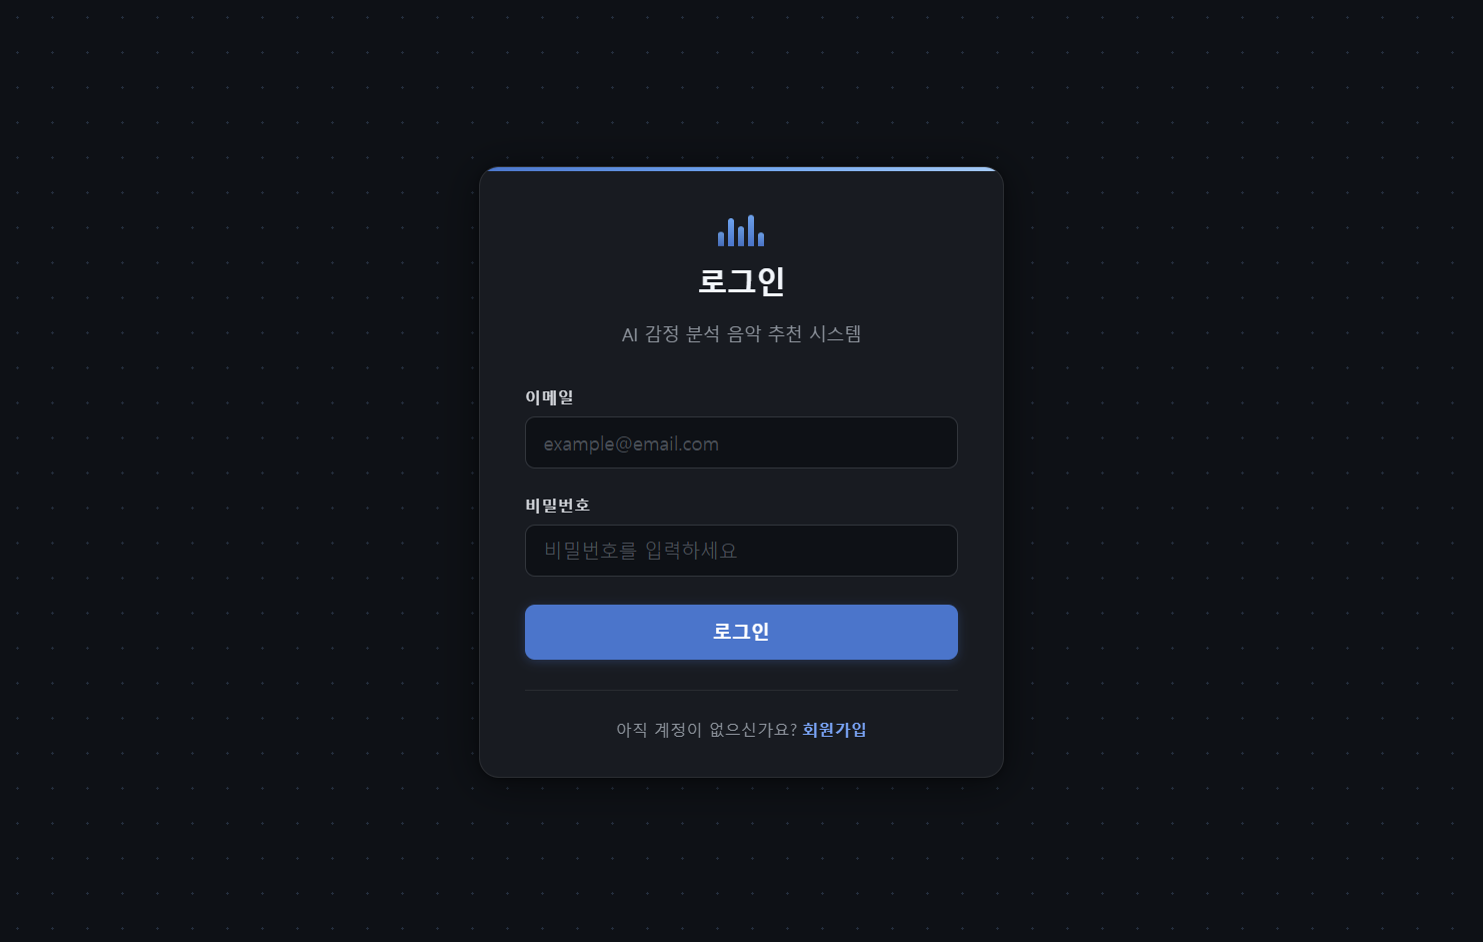 로그인
AI 감정 분석 음악 추천 시스템
이메일
example@email.com
비밀번호
비밀번호를 입력하세요
로그인
아직 계정이 없으신가요? 회원가입